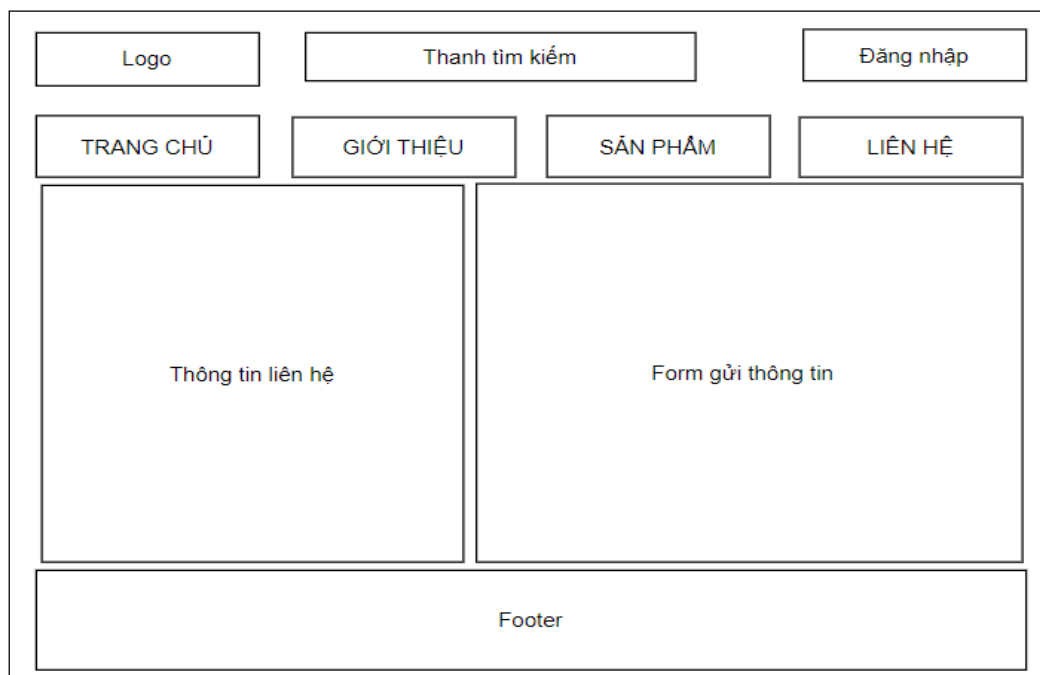 Logo
Thanh tìm kiếm
Đăng nhập
TRANG CHỦ
GIỚI THIỆU
SẢN PHẨM
LIÊN HỆ
Thông tin liên hệ
Form gửi thông tin
Footer